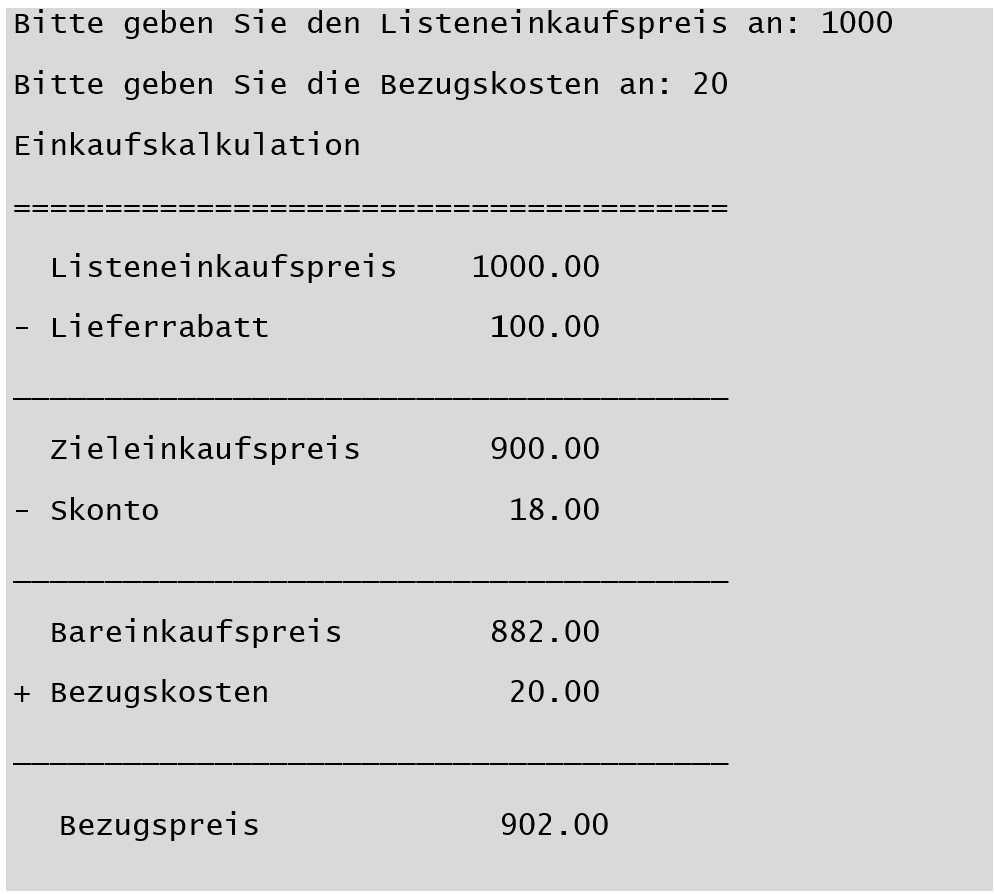 Bitte geben Sie den Listeneinkaufspreis an: 1000
Bitte geben Sie die Bezugskosten an: 20
Einkaufskalkulation
=======================================
  Listeneinkaufspreis    1000.00
- Lieferrabatt            100.00
_______________________________________
  Zieleinkaufspreis       900.00
- Skonto                   18.00
_______________________________________
  Bareinkaufspreis        882.00
+ Bezugskosten             20.00
_______________________________________
  Bezugspreis             902.00